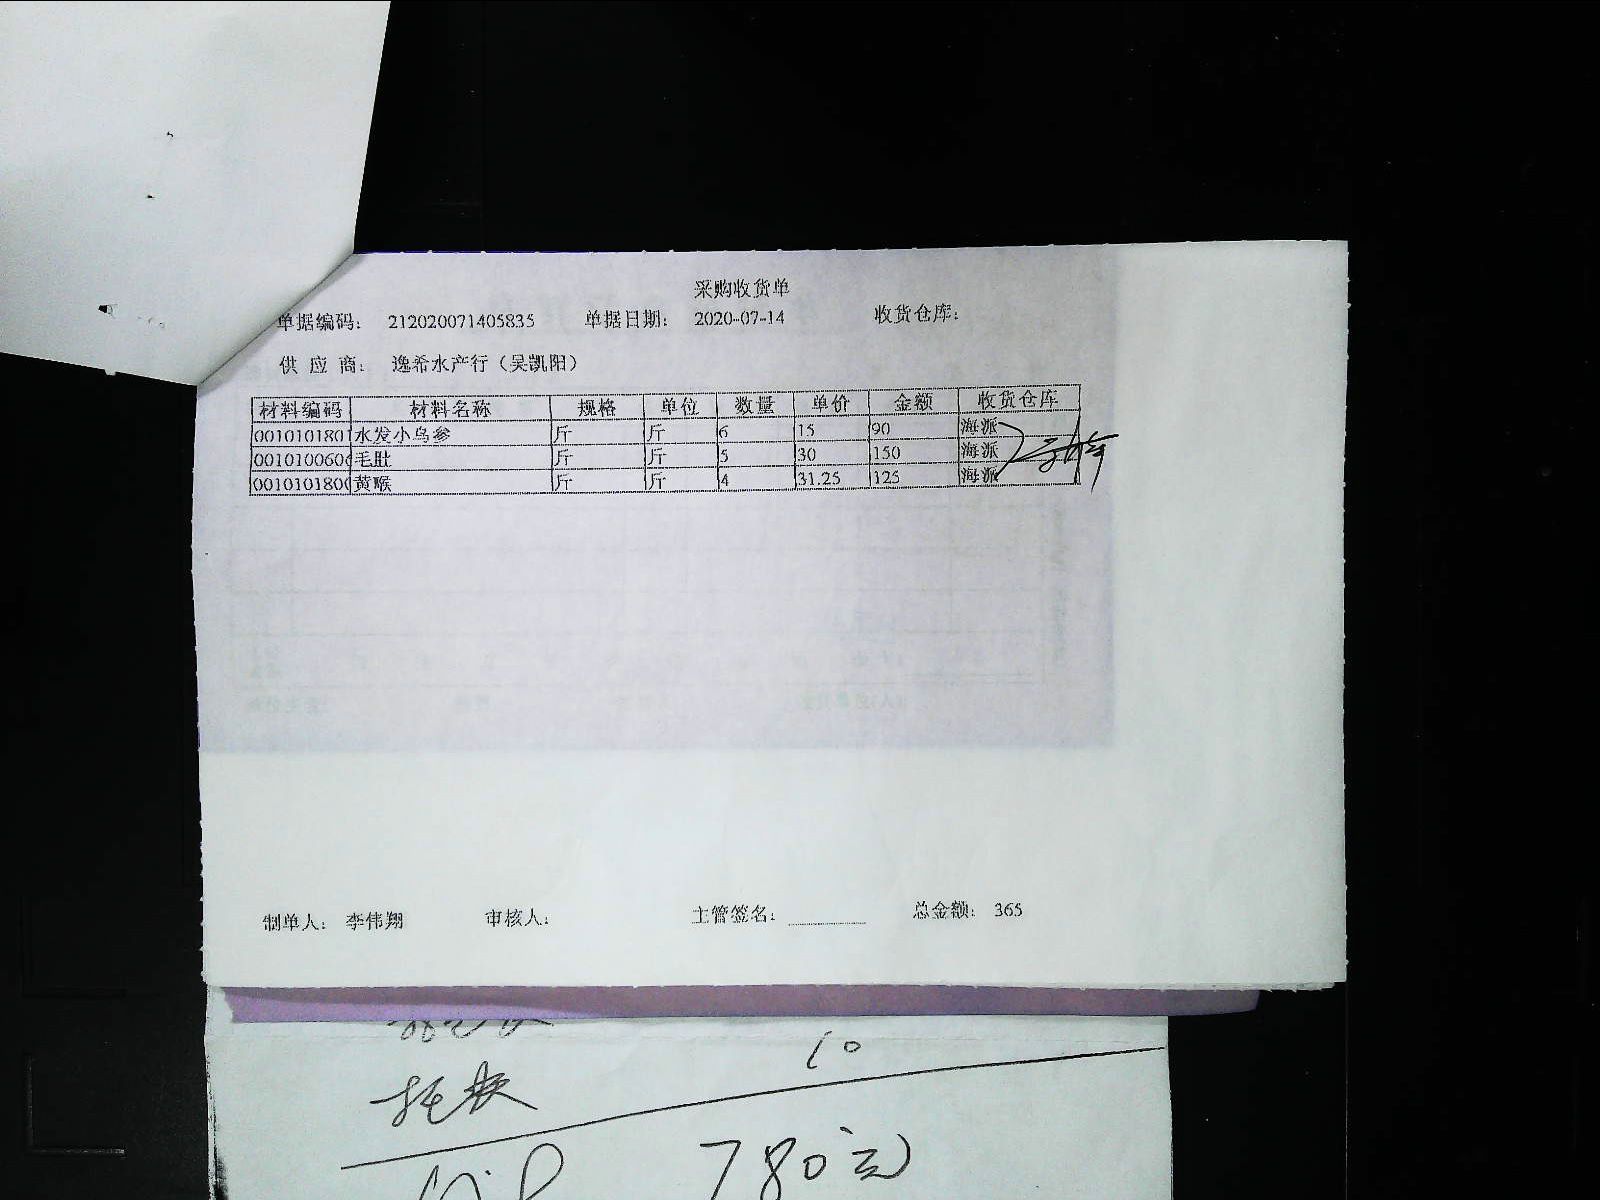 采购收货单
单据编码： 212020071405835 单据日期： 2020-07-14 收货仓库：
供 应 商： 逸希水产行（吴凯阳）
材料编码 材料名称 规格 单位 数量 单价 金额 收货仓库
0010101801 水发小乌参 斤 斤 6 15 90 海派
001010060 毛肚 斤 斤 5 30 150 海派
001010180 黄喉 斤 斤 4 31.25 125 海派
制单人： 李伟翔 审核人： 主管签名： 总金额： 365
10
780元